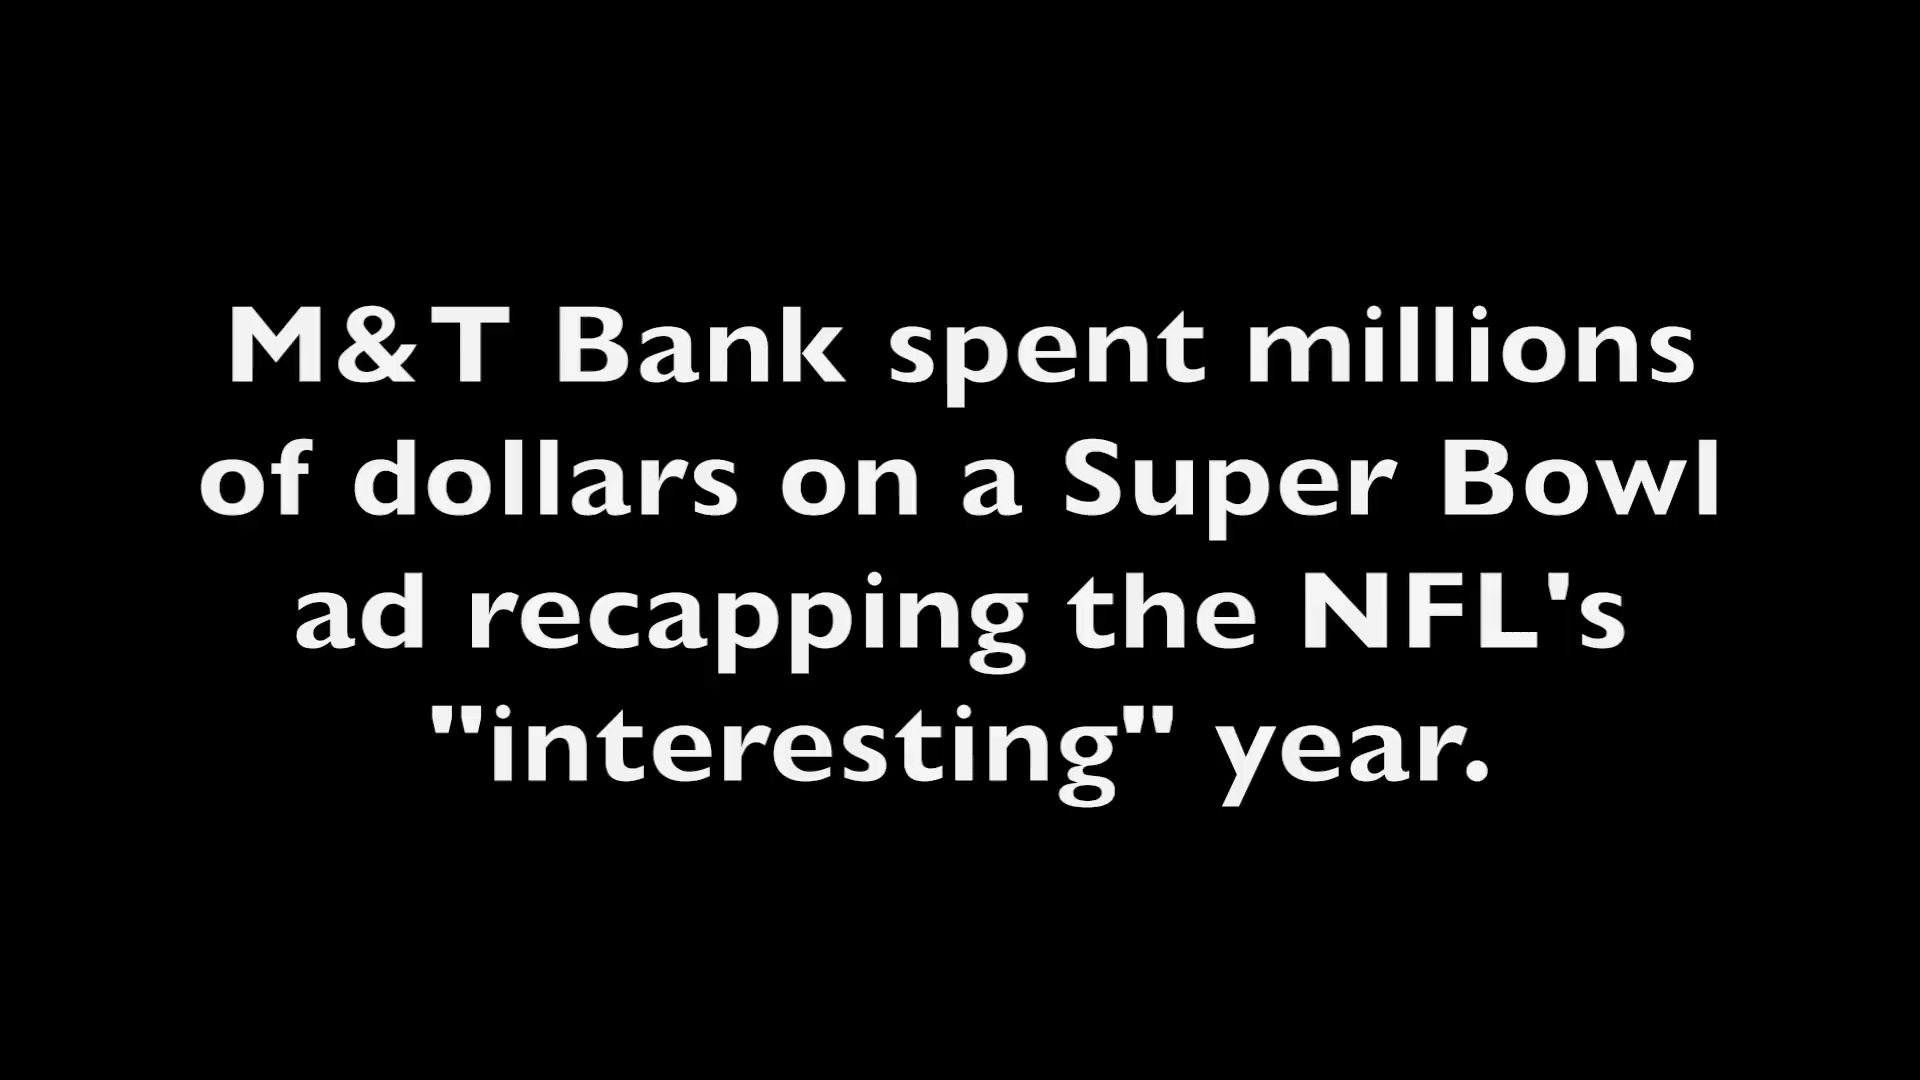 M&T Bank spent millions
of dollars on a Super Bowl
ad recapping the NFL's
"interesting" year.